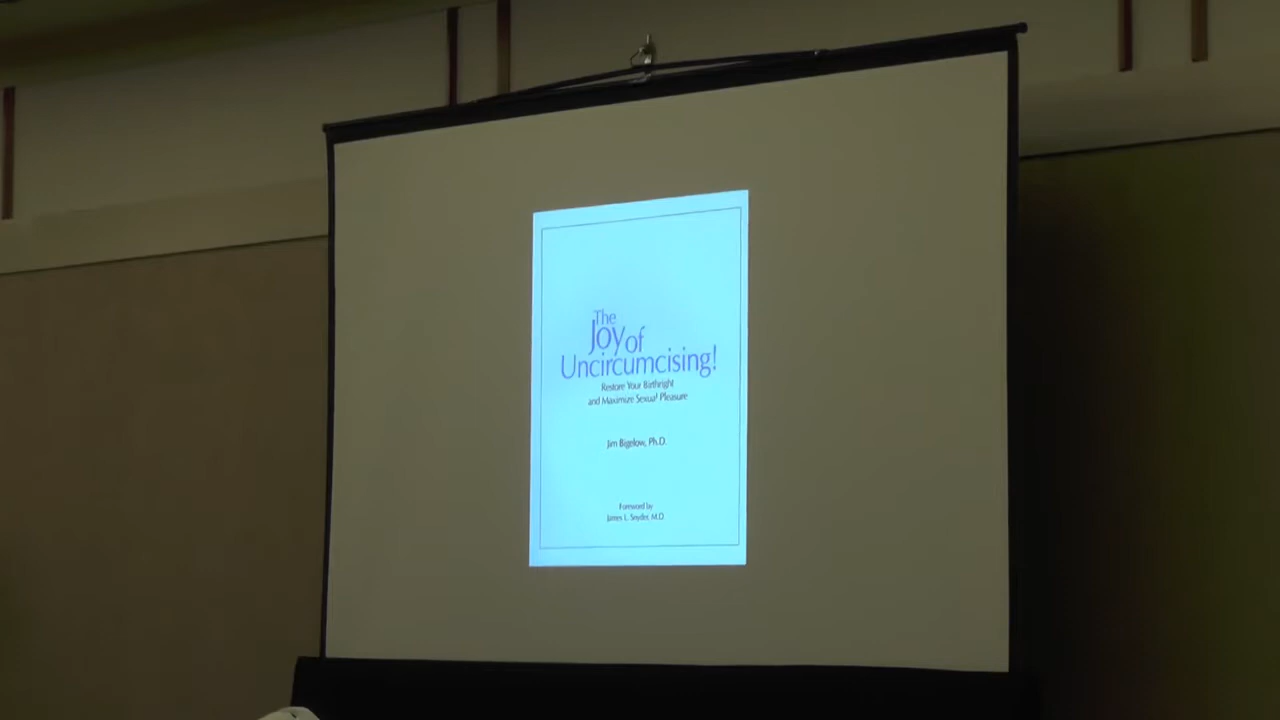 The
Joy of
Uncircumcising!
Restore Your Birthright
and Maximize Sexual Pleasure
Jim Bigelow, Ph.D.
Foreword by
James L. Snyder, M.D.